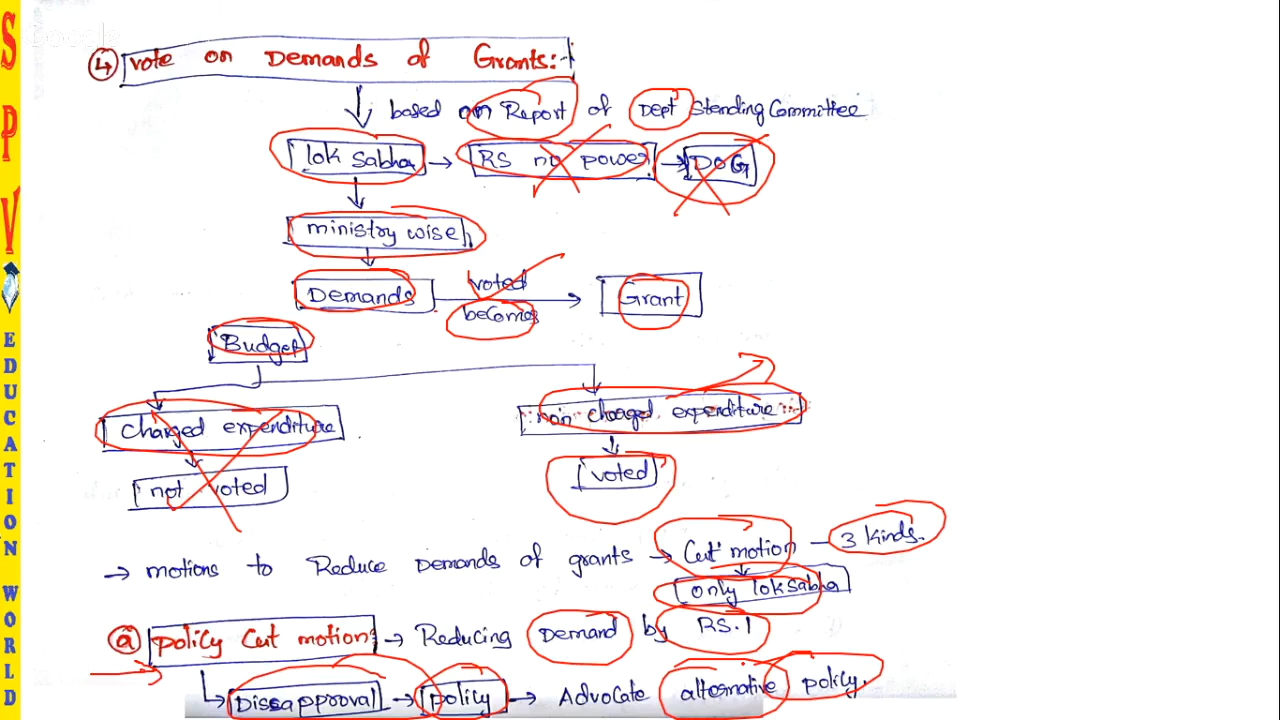 ④ vote on Demands of Grants:-
based on Report of Dept Stending Committee
lok sabha → RS no power → DOG
ministry wise
Demands voted becomes → Grant
Budget
charged expenditure non charged expenditure
not voted voted
→ motions to Reduce Demands of grants → Cut motion — 3 kinds.
only loksabha
ⓐ policy Cut motion: → Reducing Demand by RS.1
Dissapproval → policy → Advocate alternative policy.
SPV EDUCATION WORLD